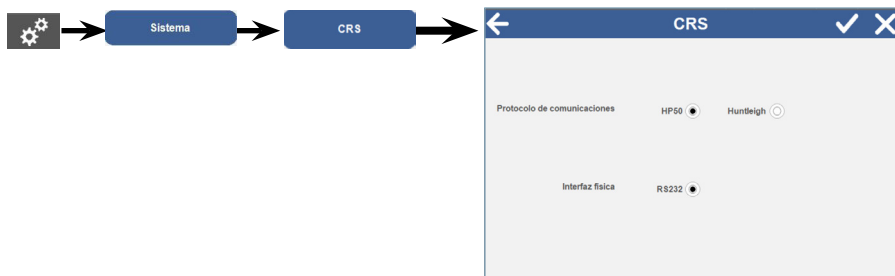 Sistema
CRS
CRS
Protocolo de comunicaciones
HP50
Huntleigh
Interfaz física
RS232